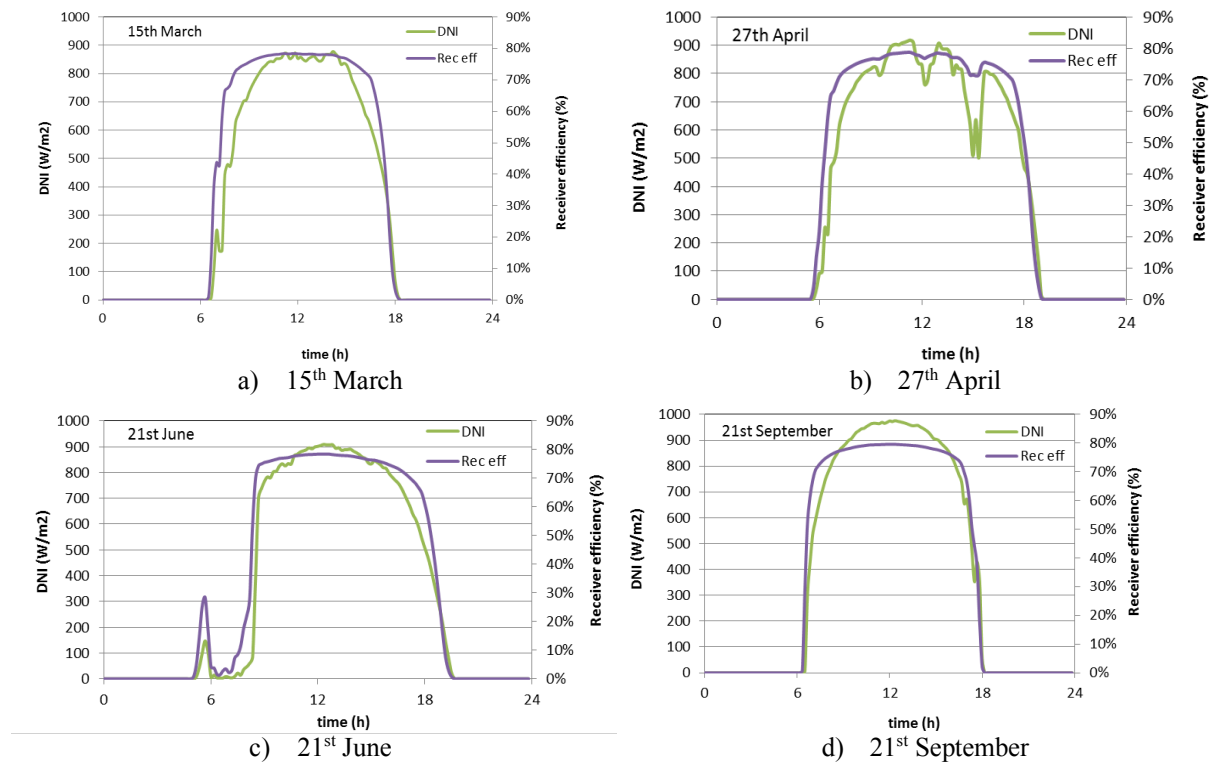 15th March
DNI
Rec eff
1000
900
800
700
600
500
400
300
200
100
0
DNI (W/m2)
90%
80%
70%
60%
50%
40%
30%
20%
10%
0%
Receiver efficiency (%)
0 6 12 18 24
time (h)
a) 15th March
27th April
DNI
Rec eff
1000
900
800
700
600
500
400
300
200
100
0
DNI (W/m2)
90%
80%
70%
60%
50%
40%
30%
20%
10%
0%
Receiver efficiency (%)
0 6 12 18 24
time (h)
b) 27th April
21st June
DNI
Rec eff
1000
900
800
700
600
500
400
300
200
100
0
DNI (W/m2)
90%
80%
70%
60%
50%
40%
30%
20%
10%
0%
Receiver efficiency (%)
0 6 12 18 24
time (h)
c) 21st June
21st September
DNI
Rec eff
1000
900
800
700
600
500
400
300
200
100
0
DNI (W/m2)
90%
80%
70%
60%
50%
40%
30%
20%
10%
0%
Receiver efficiency (%)
0 6 12 18 24
time (h)
d) 21st September